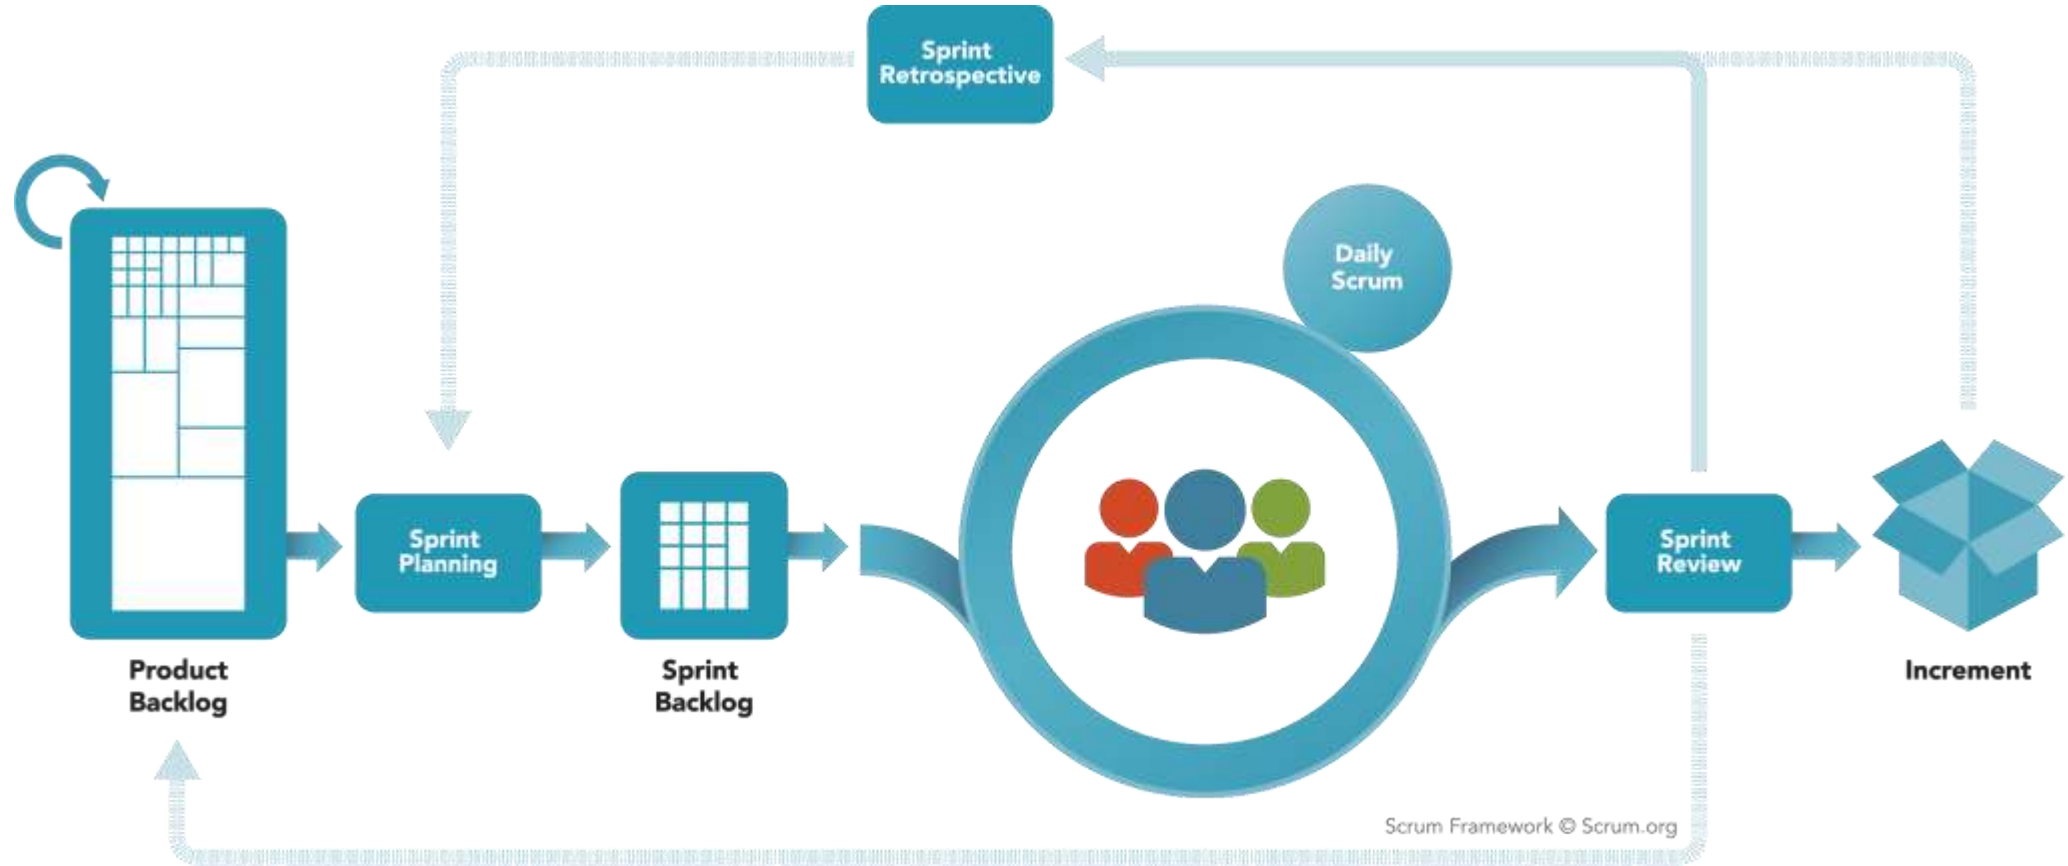 Sprint
Retrospective
Daily
Scrum
Sprint
Planning
Sprint
Review
Product
Backlog
Sprint
Backlog
Increment
Scrum Framework © Scrum.org